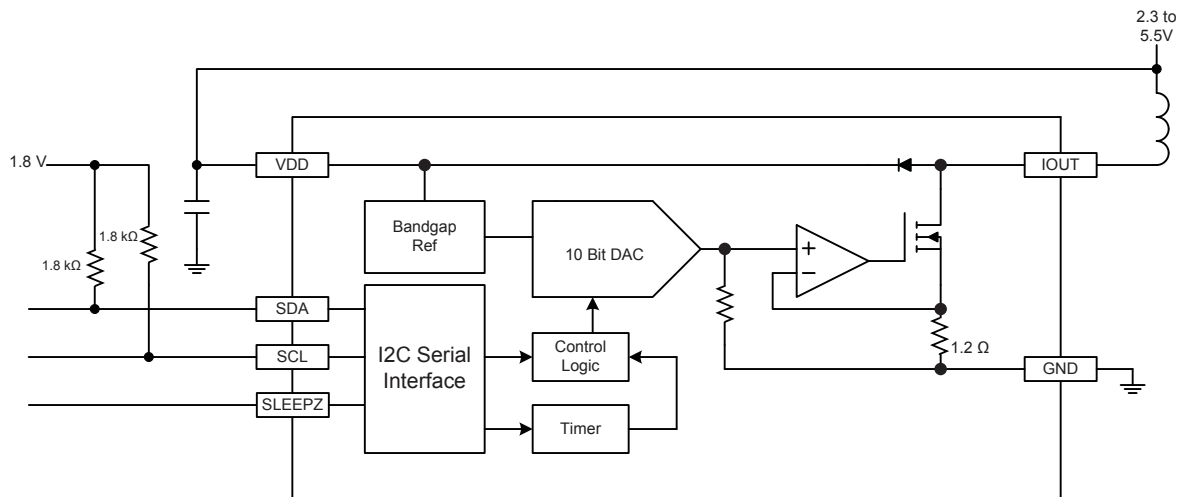 2.3 to
5.5V
1.8 V
VDD
IOUT
1.8 kΩ
1.8 kΩ
Bandgap
Ref
10 Bit DAC
SDA
SCL
SLEEPZ
I2C Serial
Interface
Control
Logic
Timer
1.2 Ω
GND